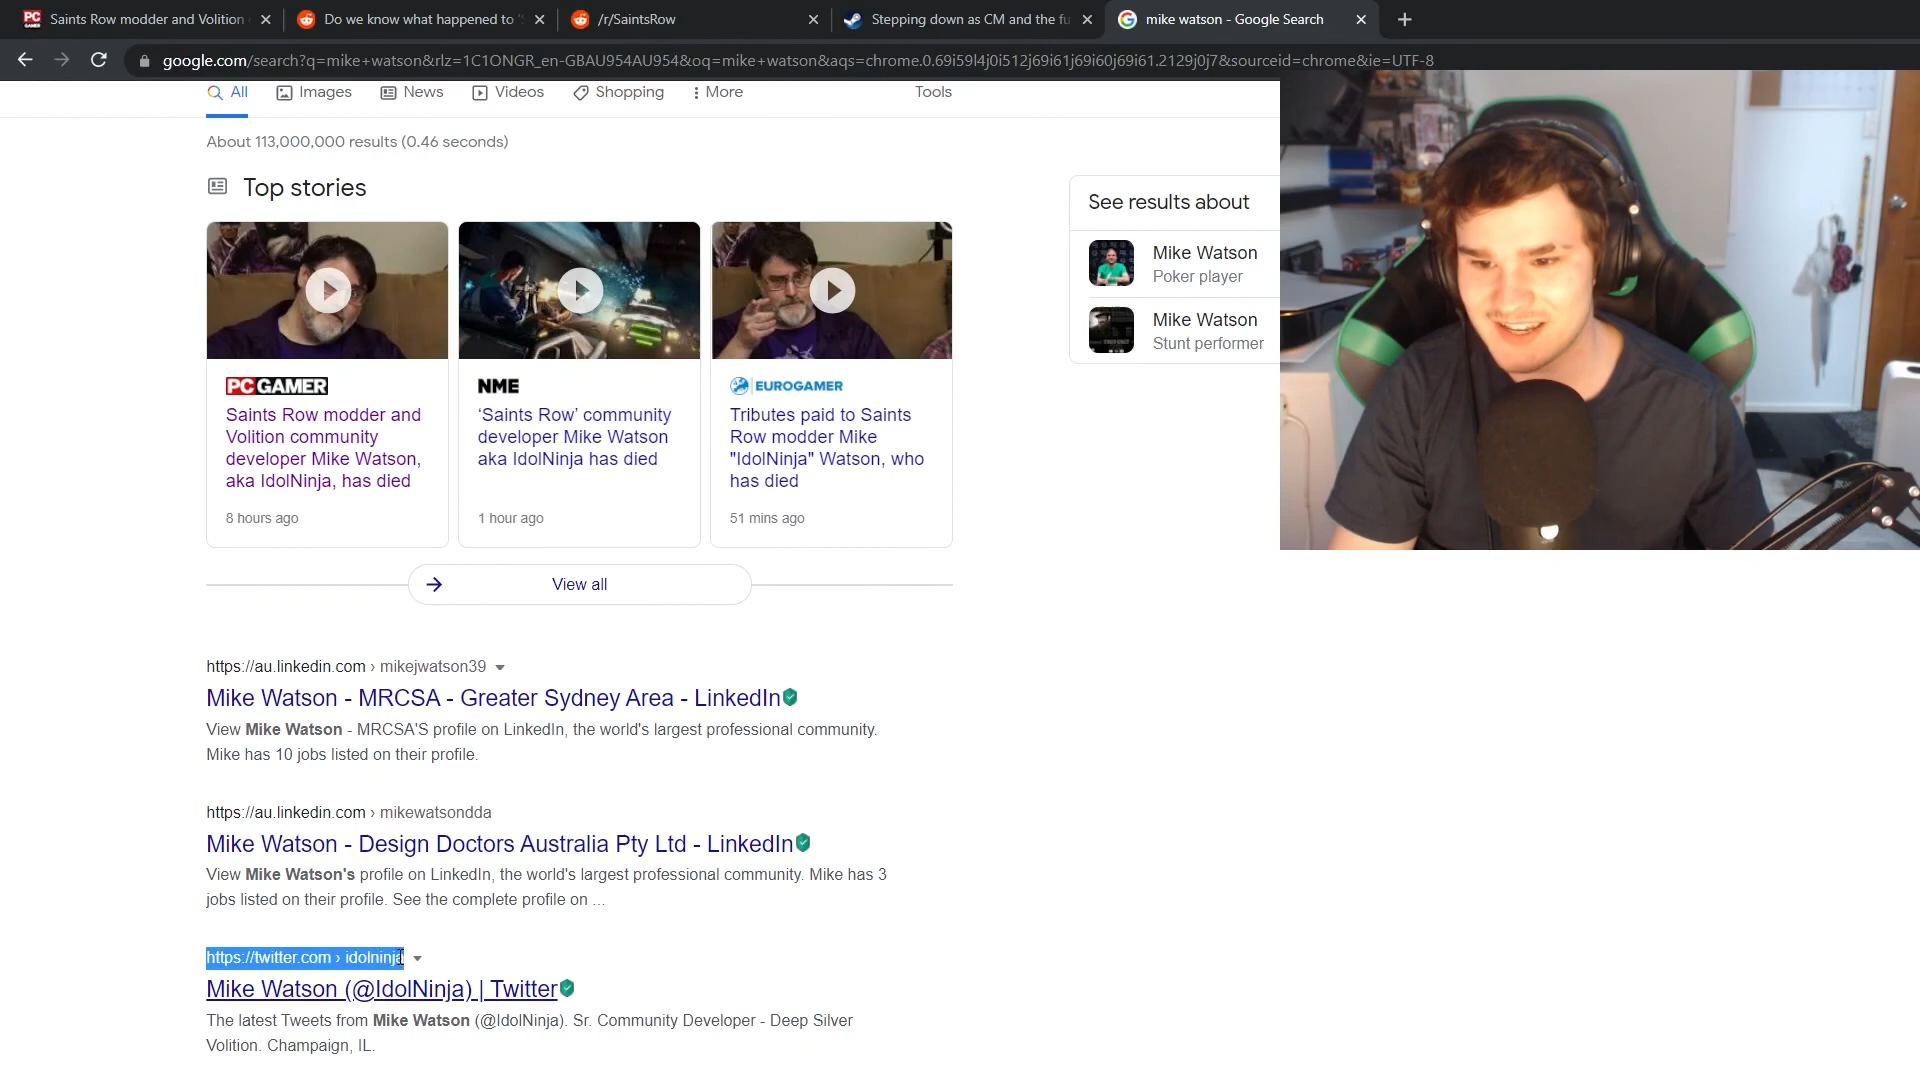 Saints Row modder and Volition
Do we know what happened to '
/r/SaintsRow
Stepping down as CM and the fu
mike watson - Google Search
google.com/search?q=mike+watson&rlz=1C1ONGR_en-GBAU954AU954&oq=mike+watson&aqs=chrome.0.69i59l4j0i512j69i61j69i60j69i61.2129j0j7&sourceid=chrome&ie=UTF-8
All Images News Videos Shopping More Tools
About 113,000,000 results (0.46 seconds)
Top stories
PC GAMER
Saints Row modder and
Volition community
developer Mike Watson,
aka IdolNinja, has died
8 hours ago
NME
‘Saints Row’ community
developer Mike Watson
aka IdolNinja has died
1 hour ago
EUROGAMER
Tributes paid to Saints
Row modder Mike
"IdolNinja" Watson, who
has died
51 mins ago
View all
See results about
Mike Watson
Poker player
Mike Watson
Stunt performer
https://au.linkedin.com › mikejwatson39
Mike Watson - MRCSA - Greater Sydney Area - LinkedIn
View Mike Watson - MRCSA'S profile on LinkedIn, the world's largest professional community.
Mike has 10 jobs listed on their profile.
https://au.linkedin.com › mikewatsondda
Mike Watson - Design Doctors Australia Pty Ltd - LinkedIn
View Mike Watson's profile on LinkedIn, the world's largest professional community. Mike has 3
jobs listed on their profile. See the complete profile on ...
https://twitter.com › idolninja
Mike Watson (@IdolNinja) | Twitter
The latest Tweets from Mike Watson (@IdolNinja). Sr. Community Developer - Deep Silver
Volition. Champaign, IL.